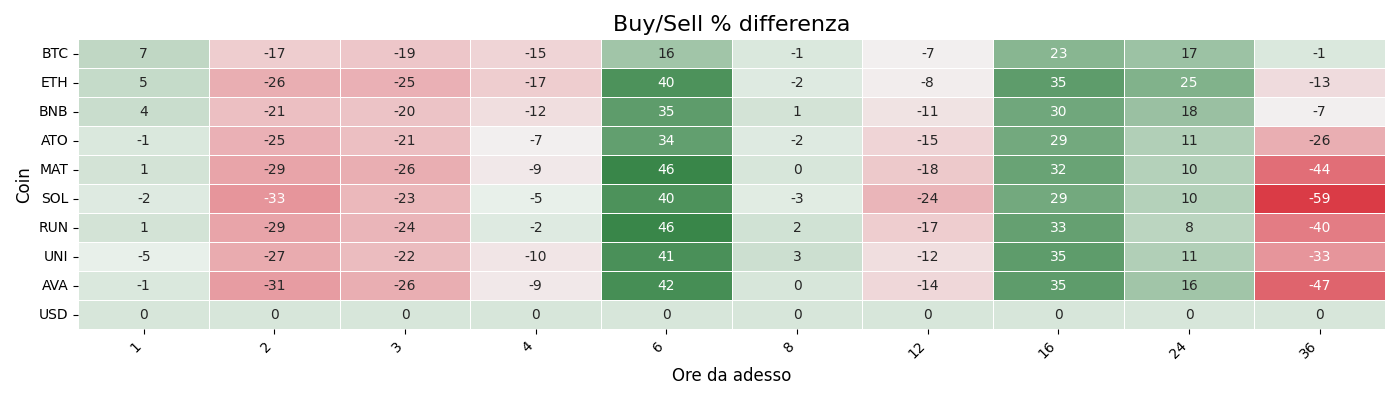 Buy/Sell % differenza
Coin
BTC 7 -17 -19 -15 16 -1 -7 23 17 -1
ETH 5 -26 -25 -17 40 -2 -8 35 25 -13
BNB 4 -21 -20 -12 35 1 -11 30 18 -7
ATO -1 -25 -21 -7 34 -2 -15 29 11 -26
MAT 1 -29 -26 -9 46 0 -18 32 10 -44
SOL -2 -33 -23 -5 40 -3 -24 29 10 -59
RUN 1 -29 -24 -2 46 2 -17 33 8 -40
UNI -5 -27 -22 -10 41 3 -12 35 11 -33
AVA -1 -31 -26 -9 42 0 -14 35 16 -47
USD 0 0 0 0 0 0 0 0 0 0
1 2 3 4 6 8 12 16 24 36
Ore da adesso